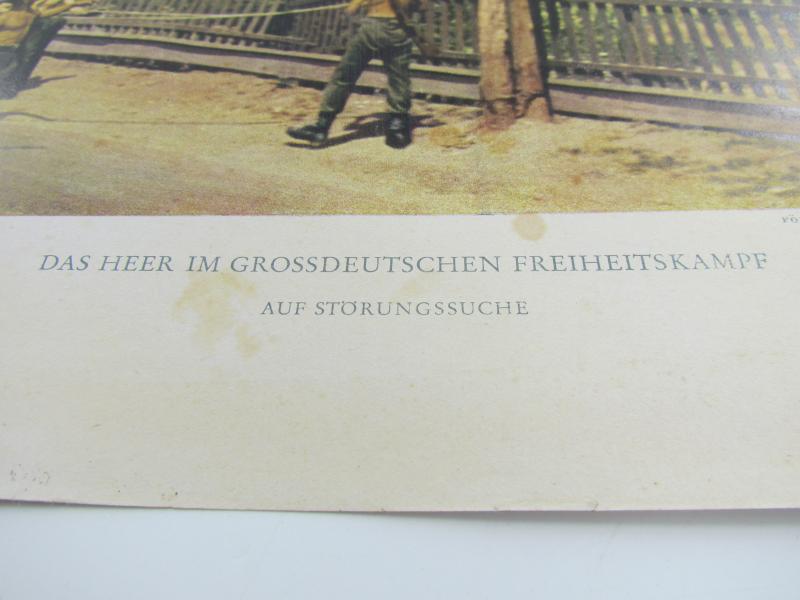 DAS HEER IM GROSSDEUTSCHEN FREIHEITSKAMPF
AUF STÖRUNGSSUCHE